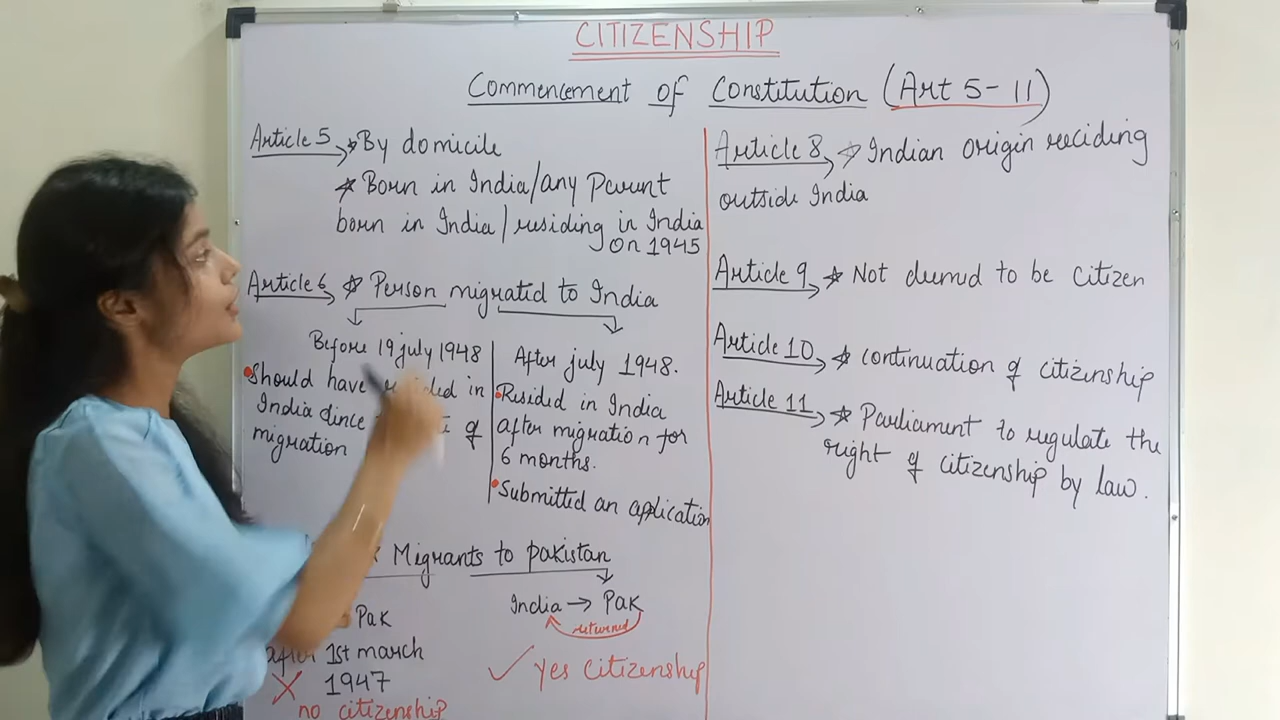 CITIZENSHIP
Commencement of Constitution (Art 5-11)
Article 5 By domicile
Born in India/any Parent
born in India/residing in India
on 1945
Article 6 Person migrated to India
Before 19 july 1948
Should have resided in
India since of
migration
After july 1948.
Resided in India
after migration for
6 months.
Submitted an application
Migrants to Pakistan
Pak
after 1st march
1947
no citizenship
India → Pak
returned
✓ yes citizenship
Article 8 Indian origin reciding
outside India
Article 9 Not deemed to be citizen
Article 10 continuation of citizenship
Article 11 Parliament to regulate the
right of citizenship by law.